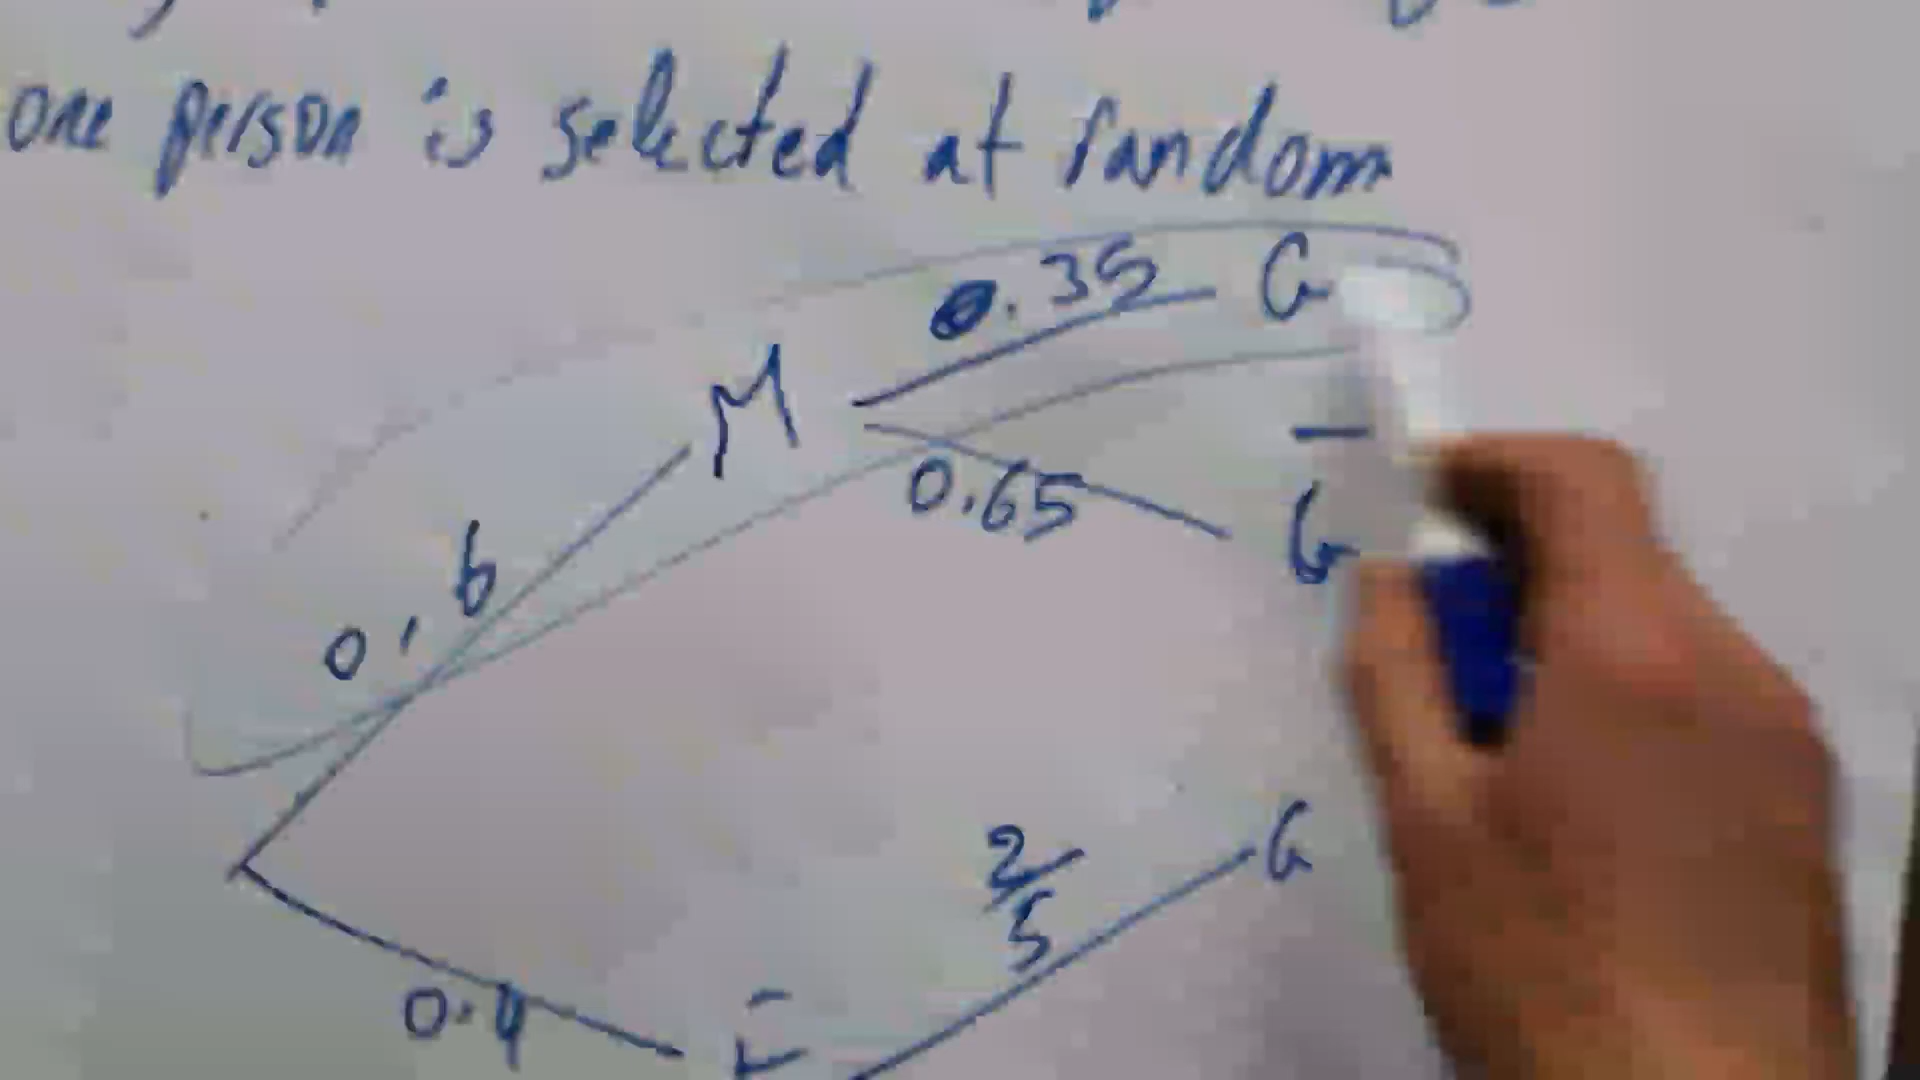 one person is selected at random
0.35 G
M
0.65 G̅
0.6
2/5 G
0.4 F